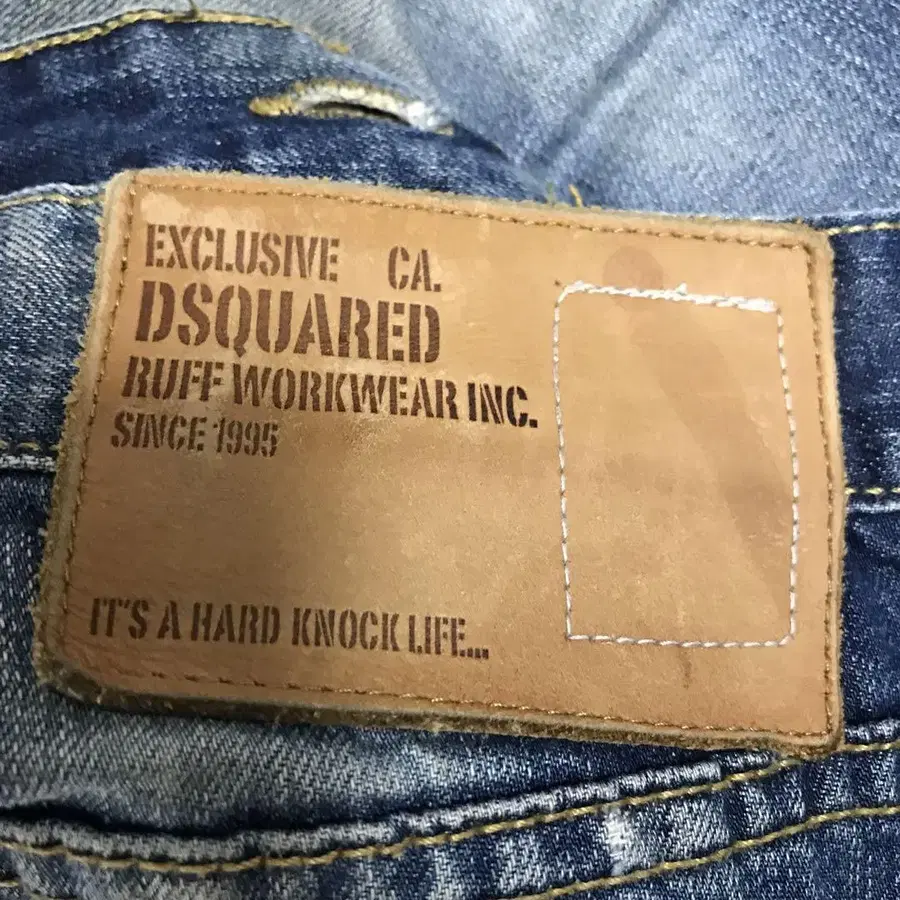 EXCLUSIVE CA.
DSQUARED
RUFF WORKWEAR INC.
SINCE 1995
IT'S A HARD KNOCK LIFE...